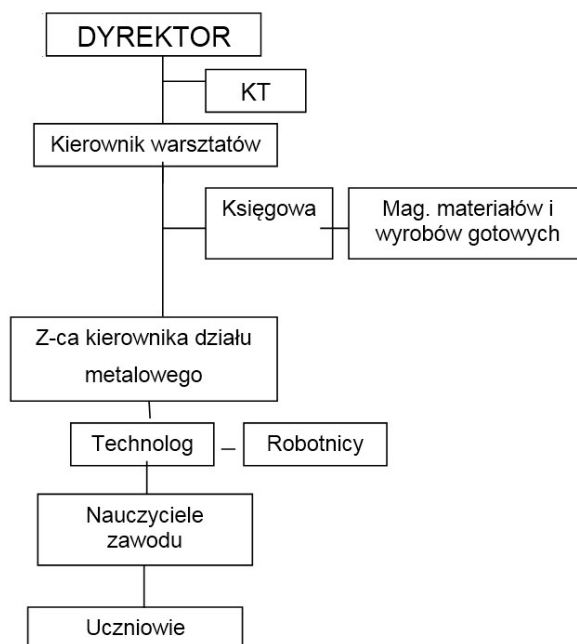 DYREKTOR
KT
Kierownik warsztatów
Księgowa
Mag. materiałów i
wyrobów gotowych
Z-ca kierownika działu
metalowego
Technolog
Robotnicy
Nauczyciele
zawodu
Uczniowie